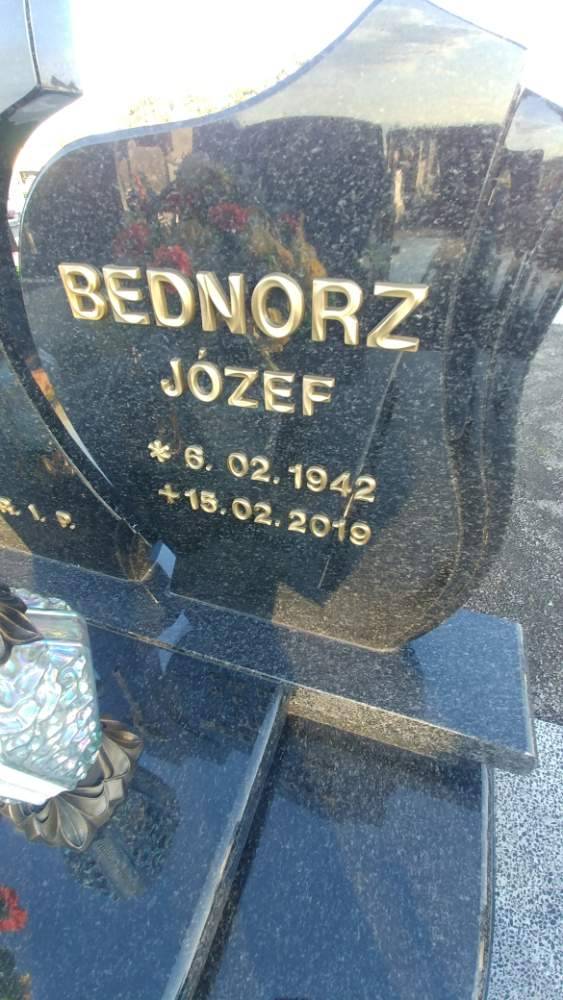 BEDNORZ
JÓZEF
* 6. 02. 1942
+ 15. 02. 2019
R. I. P.